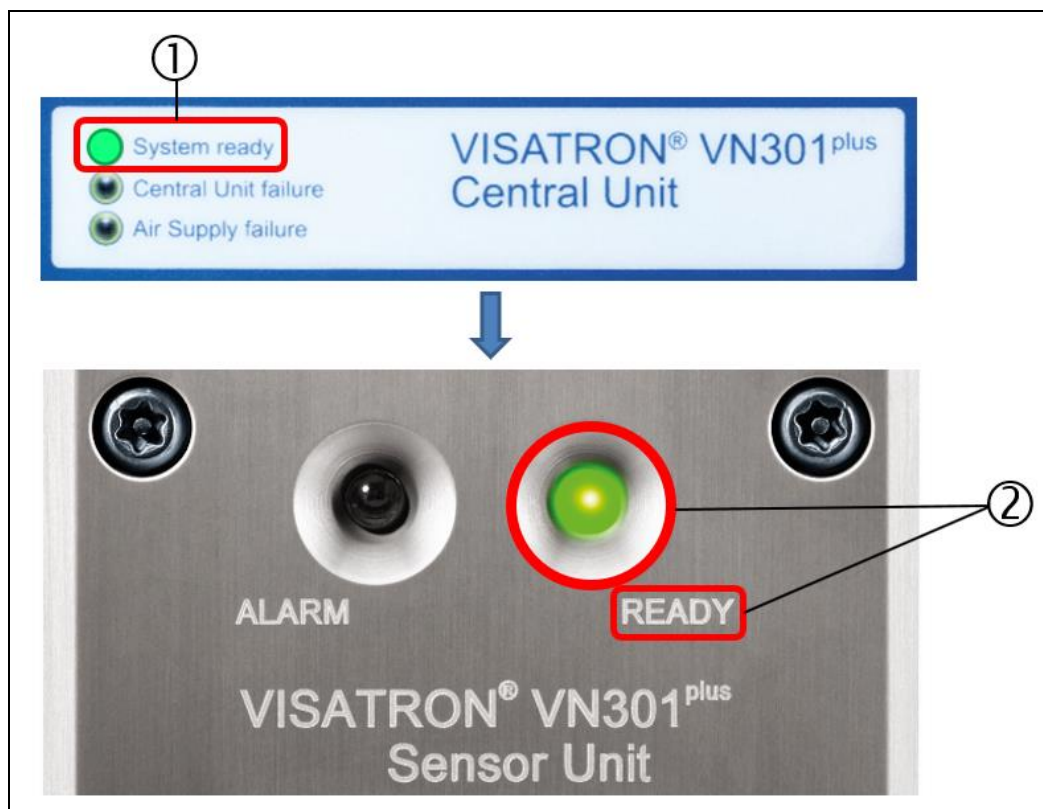 ①
System ready
Central Unit failure
Air Supply failure
VISATRON® VN301plus
Central Unit
②
ALARM
READY
VISATRON® VN301plus
Sensor Unit